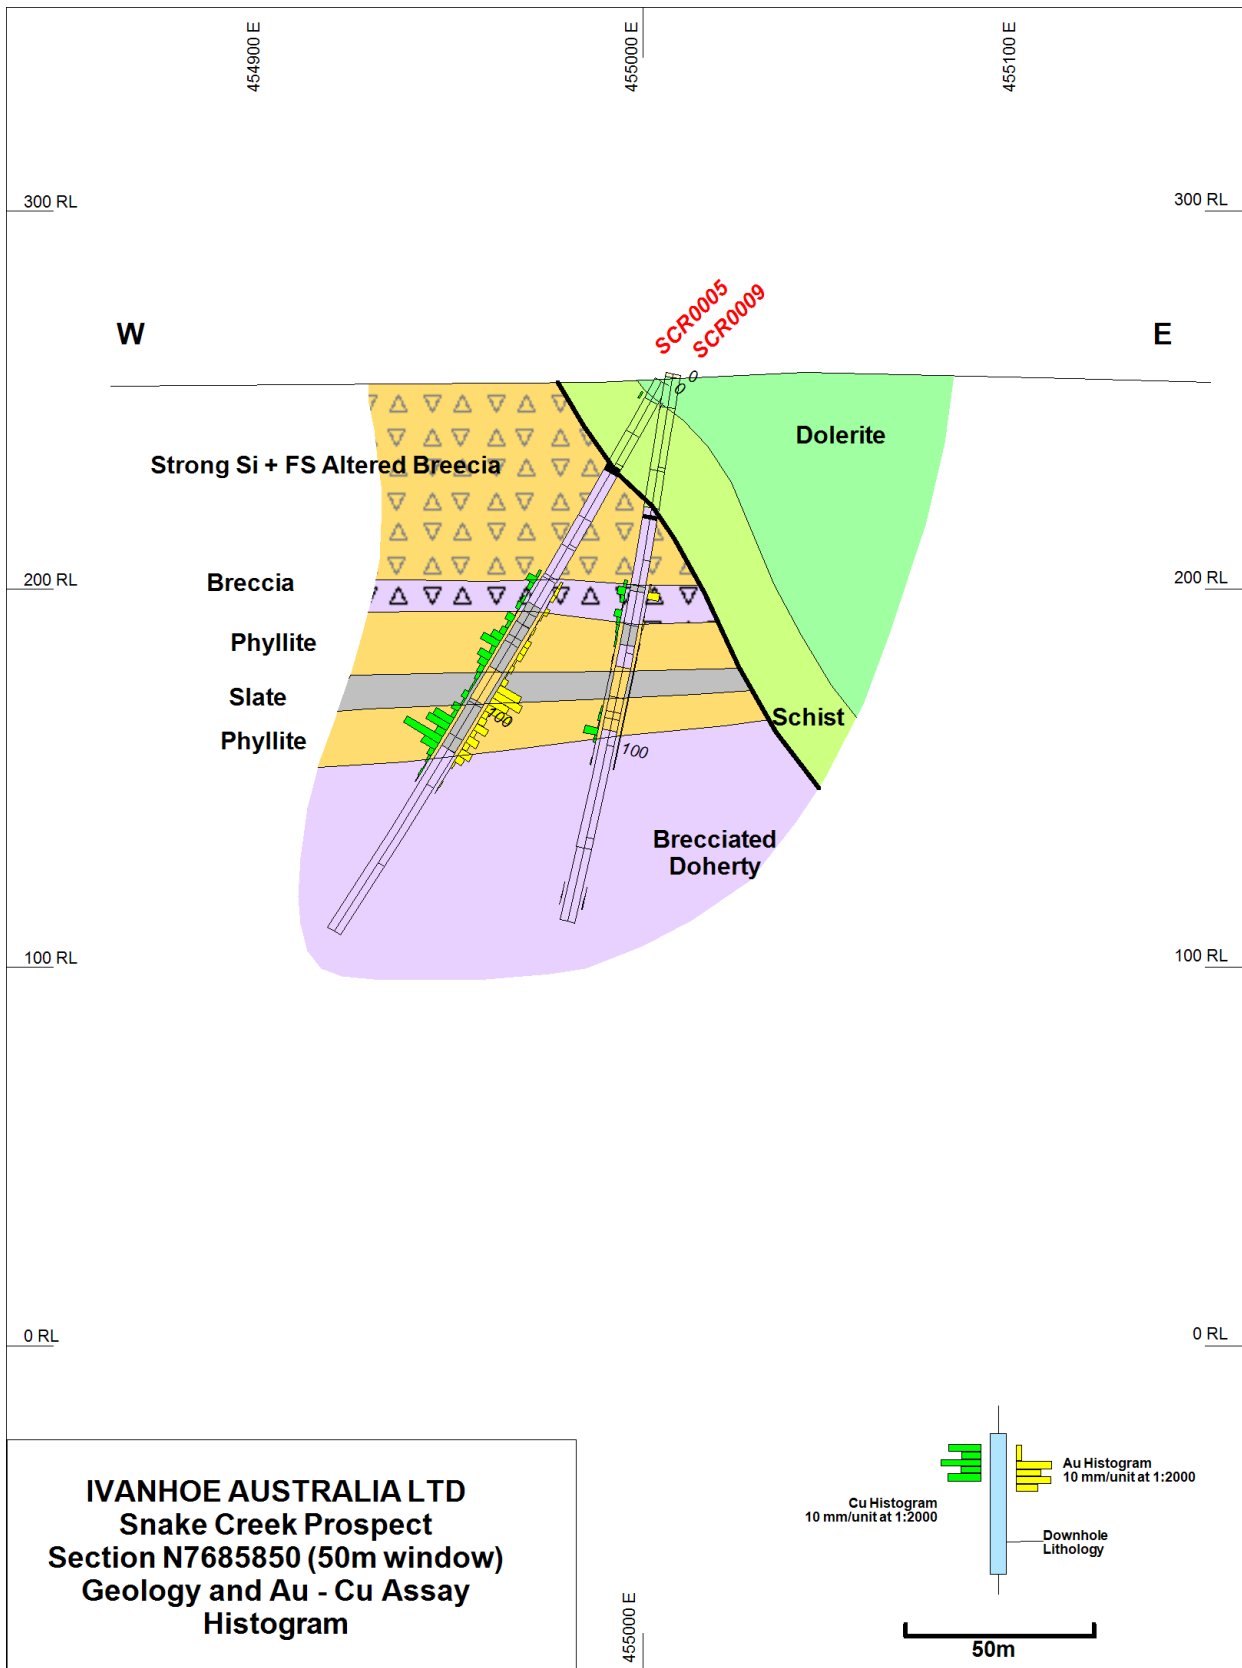 454900 E
455000 E
455100 E
300 RL
300 RL
SCR0005
SCR0009
W
E
0
0
Dolerite
Strong Si + FS Altered Breecia
Breccia
200 RL
200 RL
Phyllite
Slate
Schist
Phyllite
100
100
Brecciated
Doherty
100 RL
100 RL
0 RL
0 RL
IVANHOE AUSTRALIA LTD
Snake Creek Prospect
Section N7685850 (50m window)
Geology and Au - Cu Assay
Histogram
455000 E
Au Histogram
10 mm/unit at 1:2000
Cu Histogram
10 mm/unit at 1:2000
Downhole
Lithology
50m